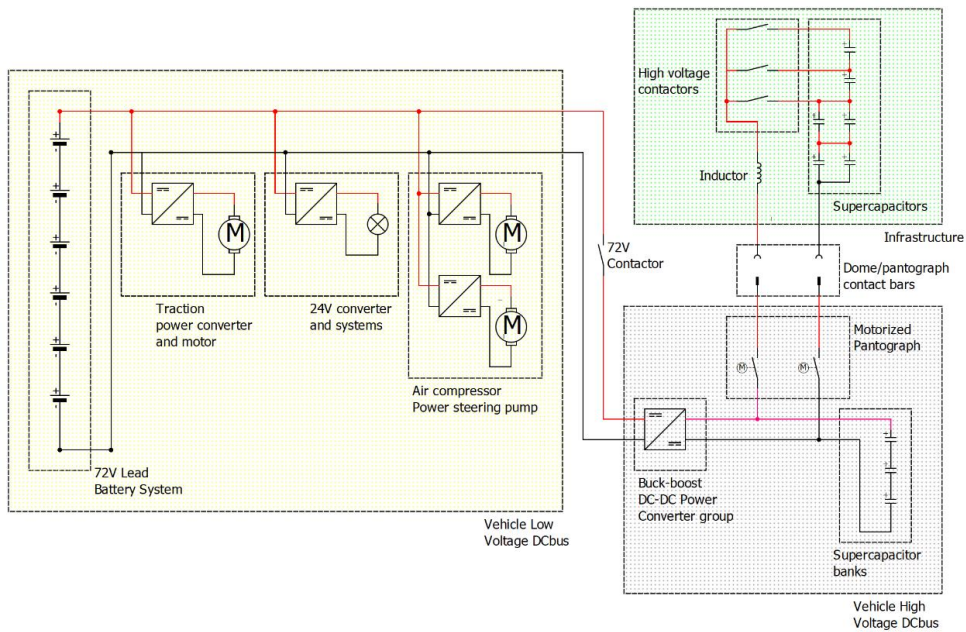 High voltage
contactors
Inductor
Supercapacitors
Infrastructure
72V
Contactor
Dome/pantograph
contact bars
M
M
M
Traction
power converter
and motor
24V converter
and systems
Air compressor
Power steering pump
Motorized
Pantograph
M
M
72V Lead
Battery System
Buck-boost
DC-DC Power
Converter group
Vehicle Low
Voltage DCbus
Supercapacitor
banks
Vehicle High
Voltage DCbus